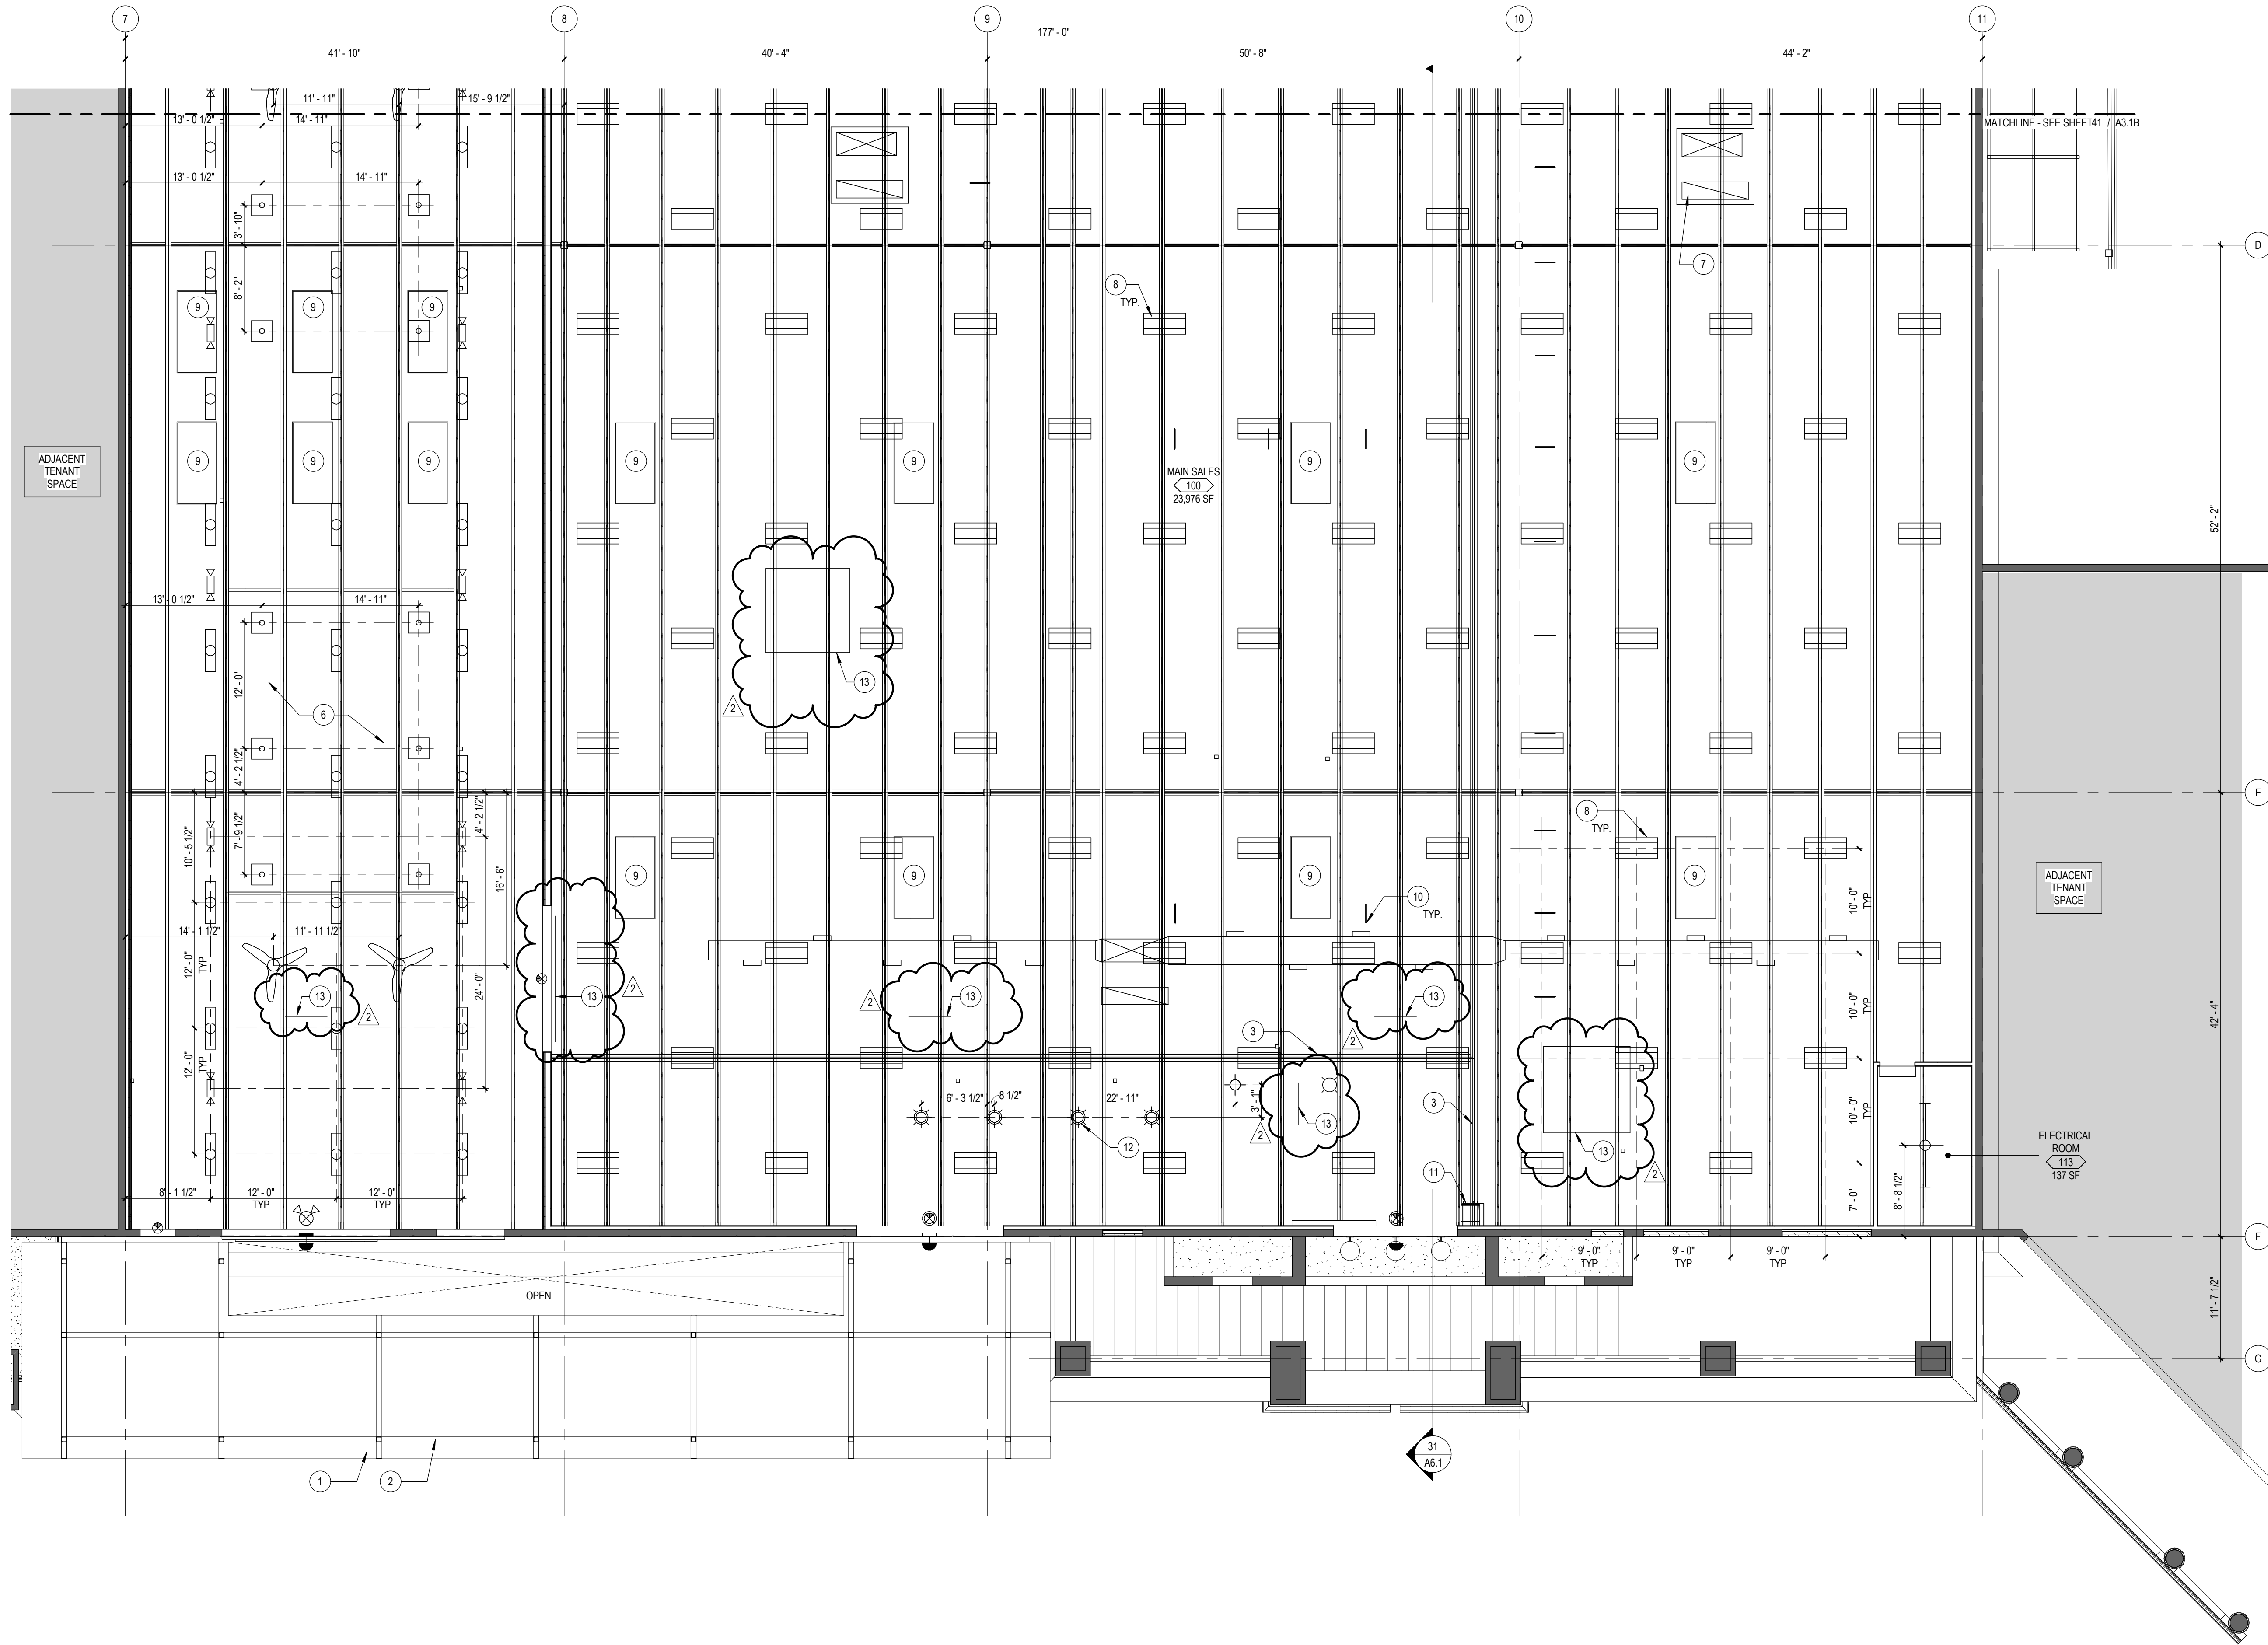 7
8
9
10
11
177' - 0"
41' - 10"
40' - 4"
50' - 8"
44' - 2"
11' - 11"
15' - 9 1/2"
13' - 0 1/2"
14' - 11"
MATCHLINE - SEE SHEET41 / A3.1B
13' - 0 1/2"
14' - 11"
3' - 10"
D
7
8' - 2"
8
TYP.
9
9
9
9
9
9
9
9
9
9
ADJACENT
TENANT
SPACE
MAIN SALES
100
23,976 SF
52' - 2"
13' - 0 1/2"
14' - 11"
13
2
12' - 0"
6
4' - 2 1/2"
E
8
TYP.
10' - 5 1/2"
7' - 9 1/2"
4' - 2 1/2"
16' - 6"
9
9
9
9
10
TYP.
10' - 0"
TYP
ADJACENT
TENANT
SPACE
14' - 1 1/2"
11' - 11 1/2"
12' - 0"
TYP
24' - 0"
13
2
13
2
13
2
13
2
10' - 0"
TYP
42' - 4"
3
12' - 0"
TYP
6' - 3 1/2"
8 1/2"
22' - 11"
3' - 1"
13
2
3
12
13
2
10' - 0"
TYP
ELECTRICAL
ROOM
113
137 SF
11
8' - 1 1/2"
12' - 0"
TYP
12' - 0"
TYP
7' - 0"
8' - 8 1/2"
F
9' - 0"
TYP
9' - 0"
TYP
9' - 0"
TYP
OPEN
11' - 7 1/2"
G
31
A6.1
1
2